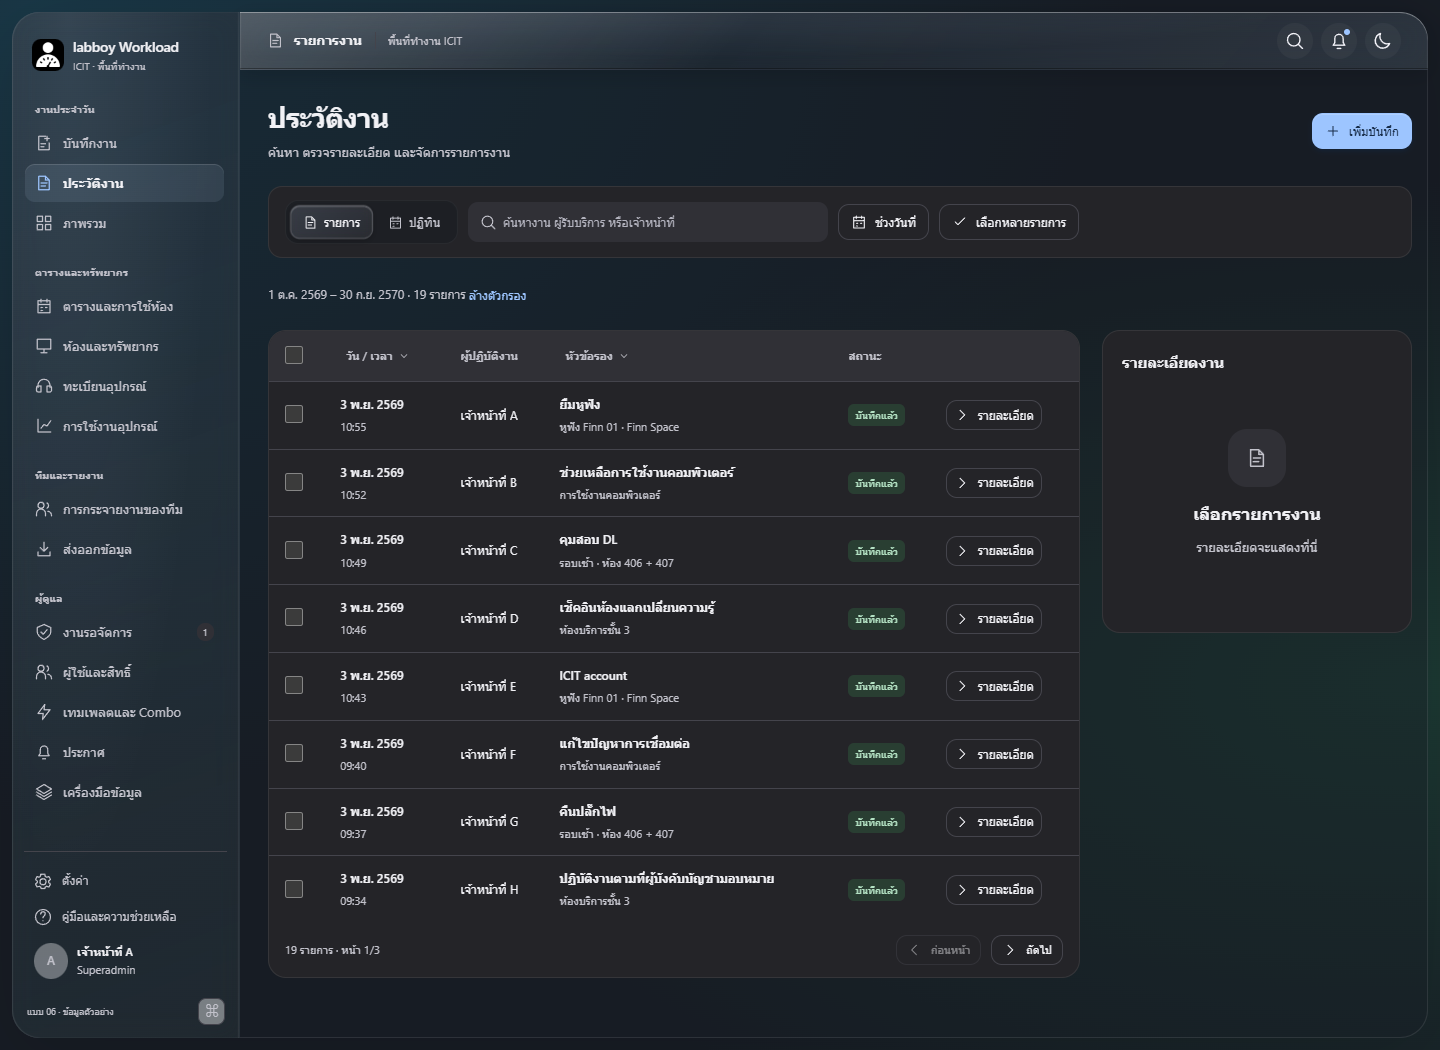 labboy Workload
ICIT · พื้นที่ทำงาน
งานประจำวัน
บันทึกงาน
ประวัติงาน
ภาพรวม
ตารางและทรัพยากร
ตารางและการใช้ห้อง
ห้องและทรัพยากร
ทะเบียนอุปกรณ์
การใช้งานอุปกรณ์
ทีมและรายงาน
การกระจายงานของทีม
ส่งออกข้อมูล
ผู้ดูแล
งานรอจัดการ 1
ผู้ใช้และสิทธิ์
เทมเพลตและ Combo
ประกาศ
เครื่องมือข้อมูล
ตั้งค่า
คู่มือและความช่วยเหลือ
A
เจ้าหน้าที่ A
Superadmin
แบบ 06 · ข้อมูลตัวอย่าง
รายการงาน พื้นที่ทำงาน ICIT
ประวัติงาน
ค้นหา ตรวจรายละเอียด และจัดการรายการงาน
เพิ่มบันทึก
รายการ ปฏิทิน ค้นหางาน ผู้รับบริการ หรือเจ้าหน้าที่ ช่วงวันที่ เลือกหลายรายการ
1 ต.ค. 2569 – 30 ก.ย. 2570 · 19 รายการ ล้างตัวกรอง
วัน / เวลา ผู้ปฏิบัติงาน หัวข้อรอง สถานะ
3 พ.ย. 2569 เจ้าหน้าที่ A ยืมหูฟัง บันทึกแล้ว รายละเอียด
10:55 หูฟัง Finn 01 · Finn Space
3 พ.ย. 2569 เจ้าหน้าที่ B ช่วยเหลือการใช้งานคอมพิวเตอร์ บันทึกแล้ว รายละเอียด
10:52 การใช้งานคอมพิวเตอร์
3 พ.ย. 2569 เจ้าหน้าที่ C คุมสอบ DL บันทึกแล้ว รายละเอียด
10:49 รอบเช้า · ห้อง 406 + 407
3 พ.ย. 2569 เจ้าหน้าที่ D เช็คอินห้องแลกเปลี่ยนความรู้ บันทึกแล้ว รายละเอียด
10:46 ห้องบริการชั้น 3
3 พ.ย. 2569 เจ้าหน้าที่ E ICIT account บันทึกแล้ว รายละเอียด
10:43 หูฟัง Finn 01 · Finn Space
3 พ.ย. 2569 เจ้าหน้าที่ F แก้ไขปัญหาการเชื่อมต่อ บันทึกแล้ว รายละเอียด
09:40 การใช้งานคอมพิวเตอร์
3 พ.ย. 2569 เจ้าหน้าที่ G คืนปลั๊กไฟ บันทึกแล้ว รายละเอียด
09:37 รอบเช้า · ห้อง 406 + 407
3 พ.ย. 2569 เจ้าหน้าที่ H ปฏิบัติงานตามที่ผู้บังคับบัญชามอบหมาย บันทึกแล้ว รายละเอียด
09:34 ห้องบริการชั้น 3
19 รายการ · หน้า 1/3 ก่อนหน้า ถัดไป
รายละเอียดงาน
เลือกรายการงาน
รายละเอียดจะแสดงที่นี่